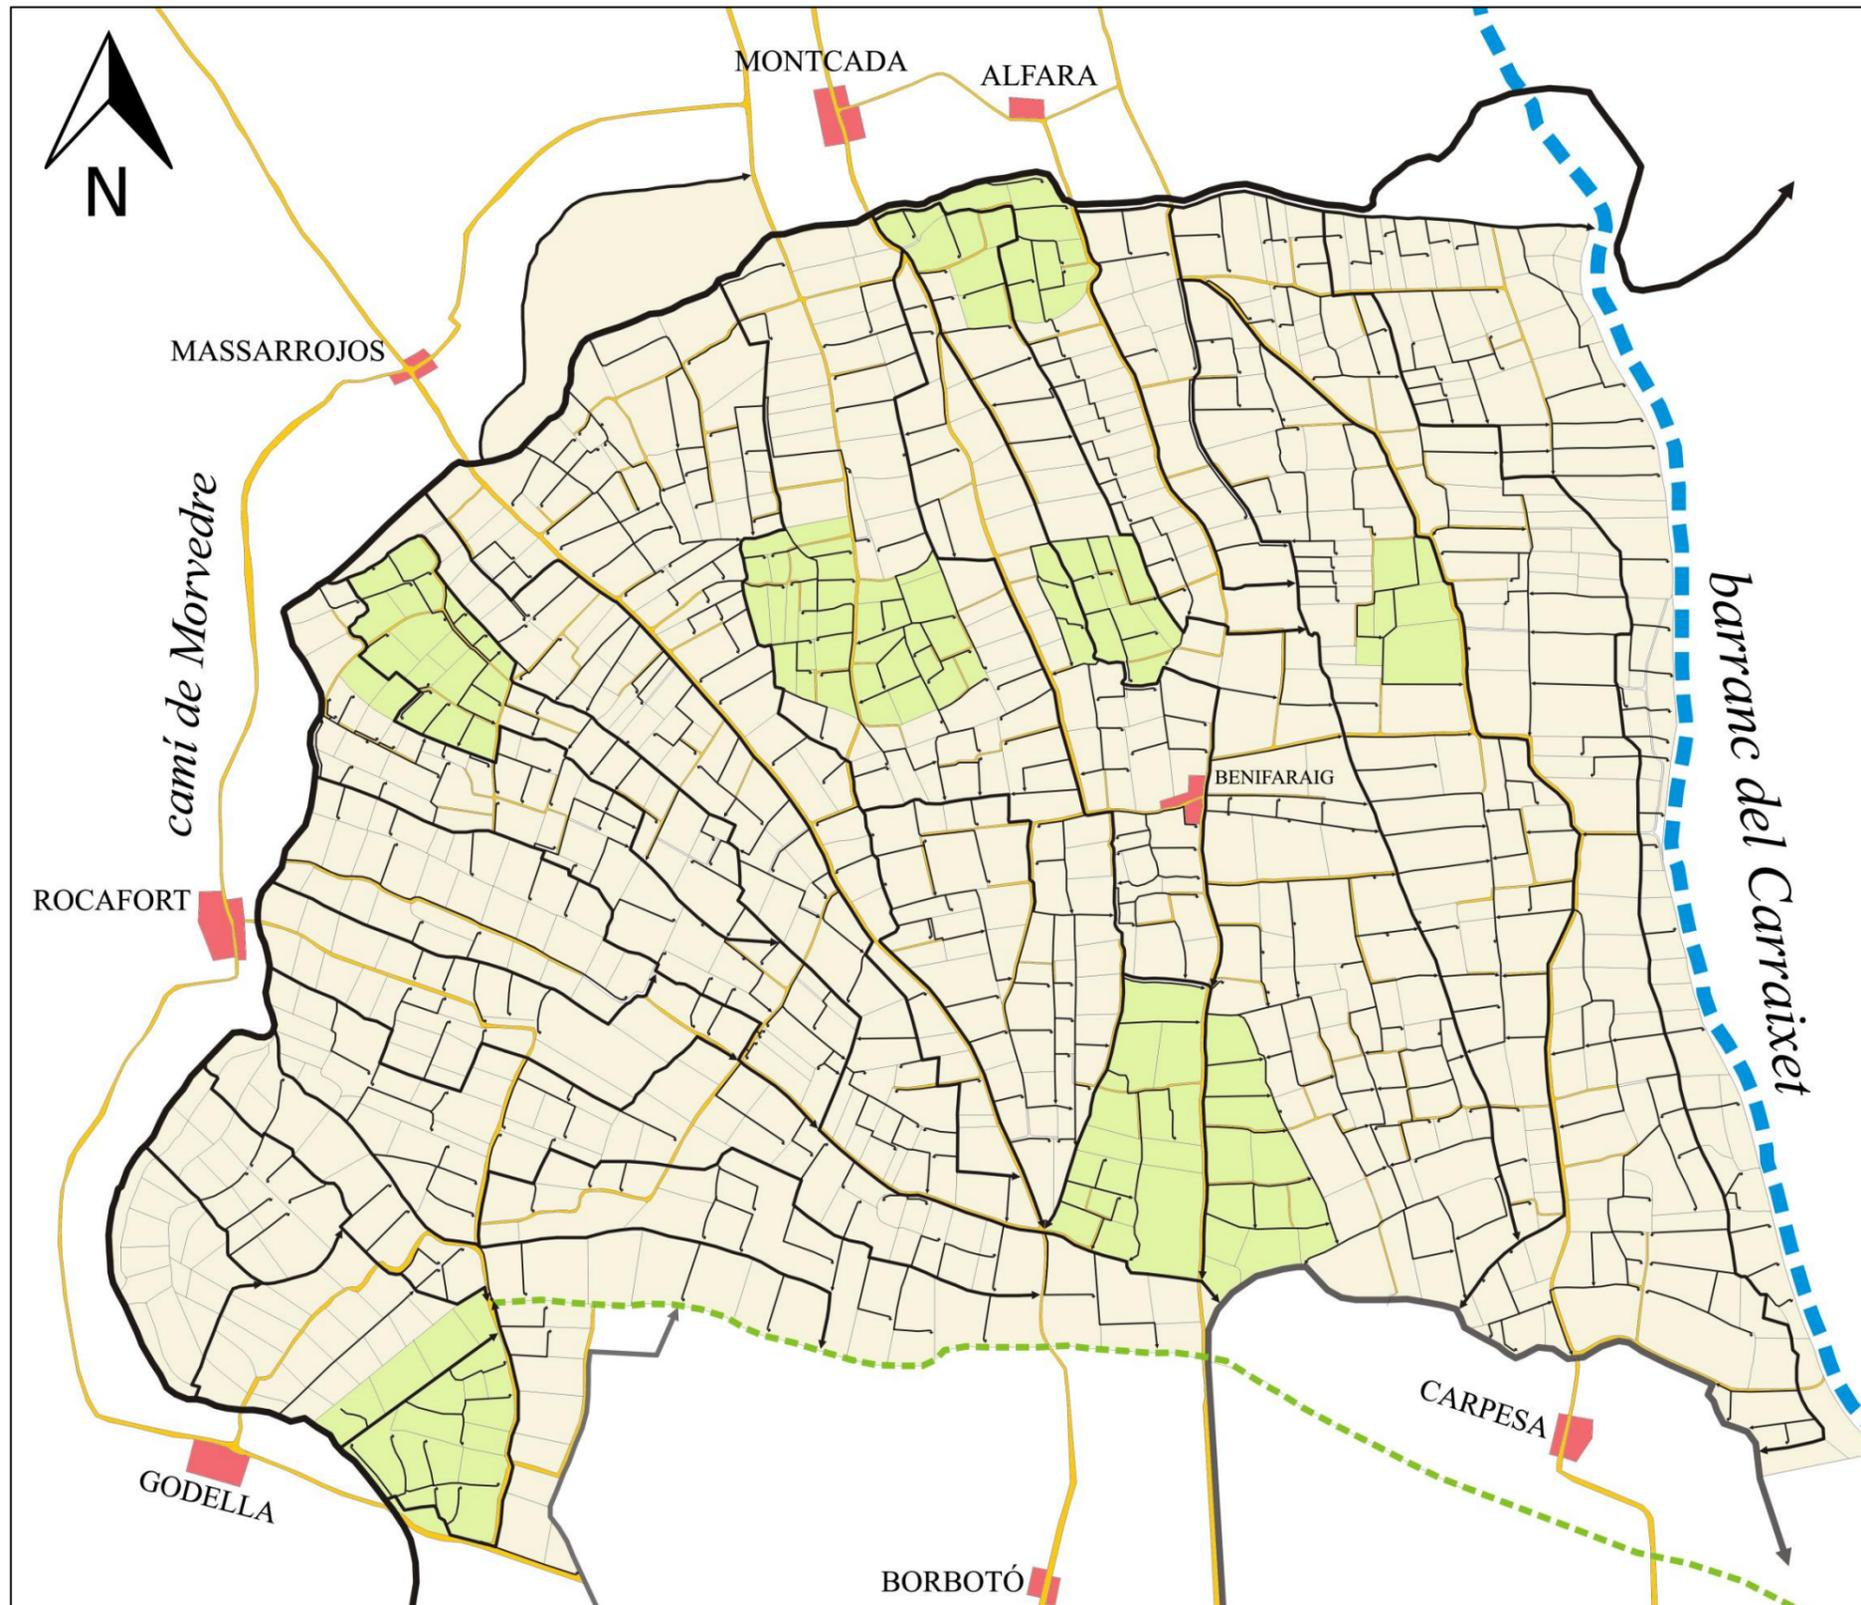 MONTCADA
ALFARA
N
MASSARROJOS
camí de Morvedre
barranc del Carraixet
BENIFARAIG
ROCAFORT
CARPESA
GODELLA
BORBOTÓ